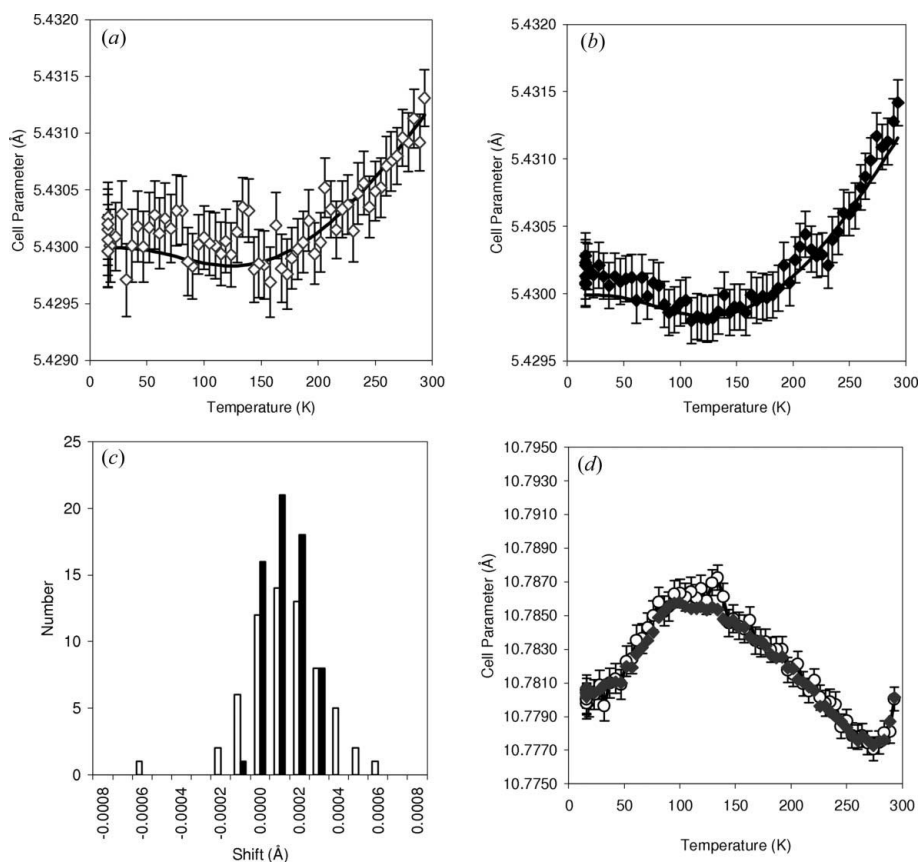 (a)
5.4320
5.4315
5.4310
5.4305
5.4300
5.4295
5.4290
Cell Parameter (Å)
0 50 100 150 200 250 300
Temperature (K)
(b)
5.4320
5.4315
5.4310
5.4305
5.4300
5.4295
Cell Parameter (Å)
0 50 100 150 200 250 300
Temperature (K)
(c)
25
20
15
10
5
0
Number
-0.0008 -0.0006 -0.0004 -0.0002 0.0000 0.0002 0.0004 0.0006 0.0008
Shift (Å)
(d)
10.7950
10.7930
10.7910
10.7890
10.7870
10.7850
10.7830
10.7810
10.7790
10.7770
10.7750
Cell Parameter (Å)
0 50 100 150 200 250 300
Temperature (K)